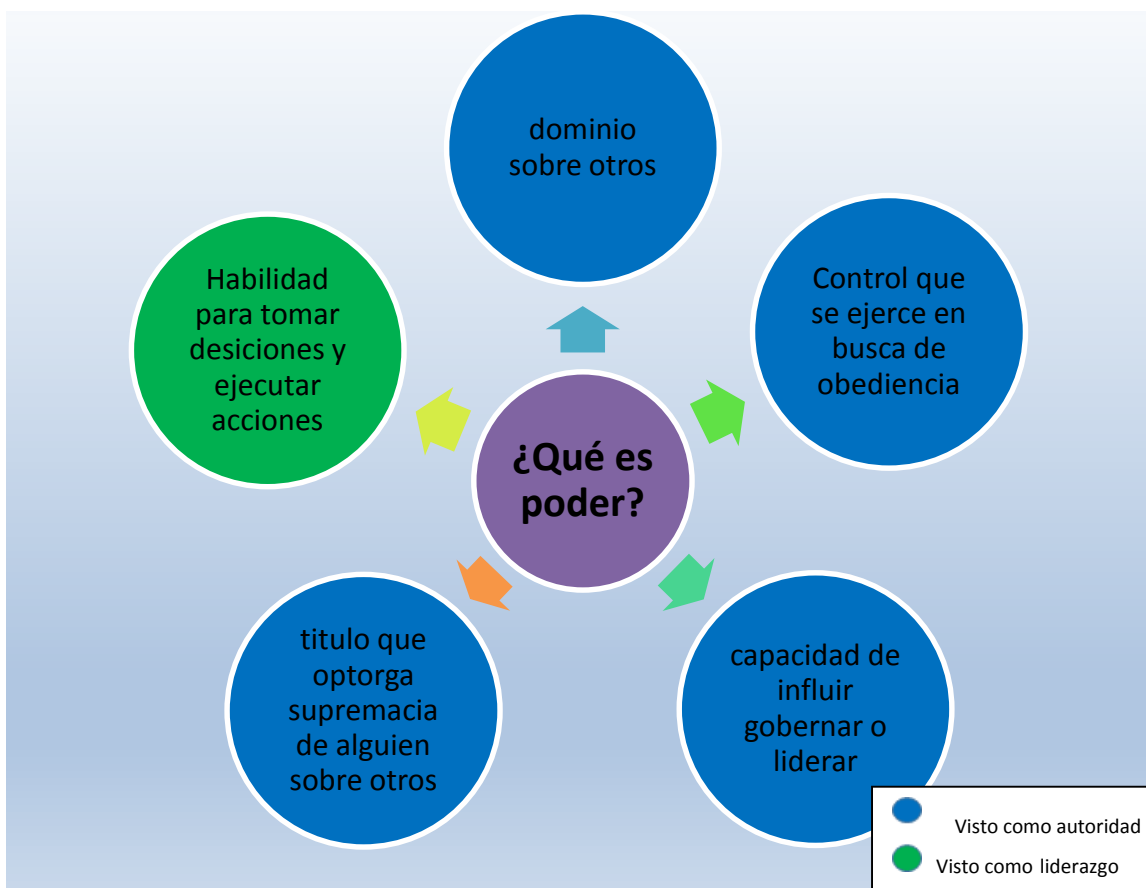 dominio
sobre otros
Control que
se ejerce en
busca de
obediencia
capacidad de
influir
gobernar o
liderar
titulo que
optorga
supremacia
de alguien
sobre otros
Habilidad
para tomar
desiciones y
ejecutar
acciones
¿Qué es
poder?
Visto como autoridad
Visto como liderazgo